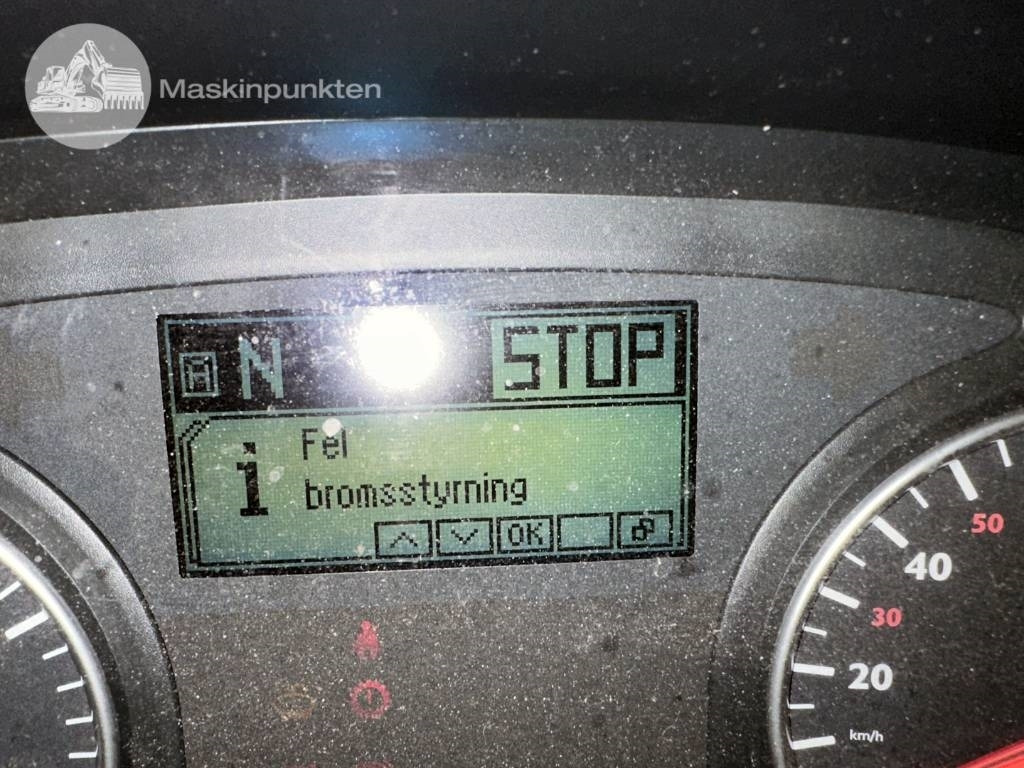 Maskinpunkten
N STOP
Fel
bromsstyrning
OK
50
40
30
20
km/h